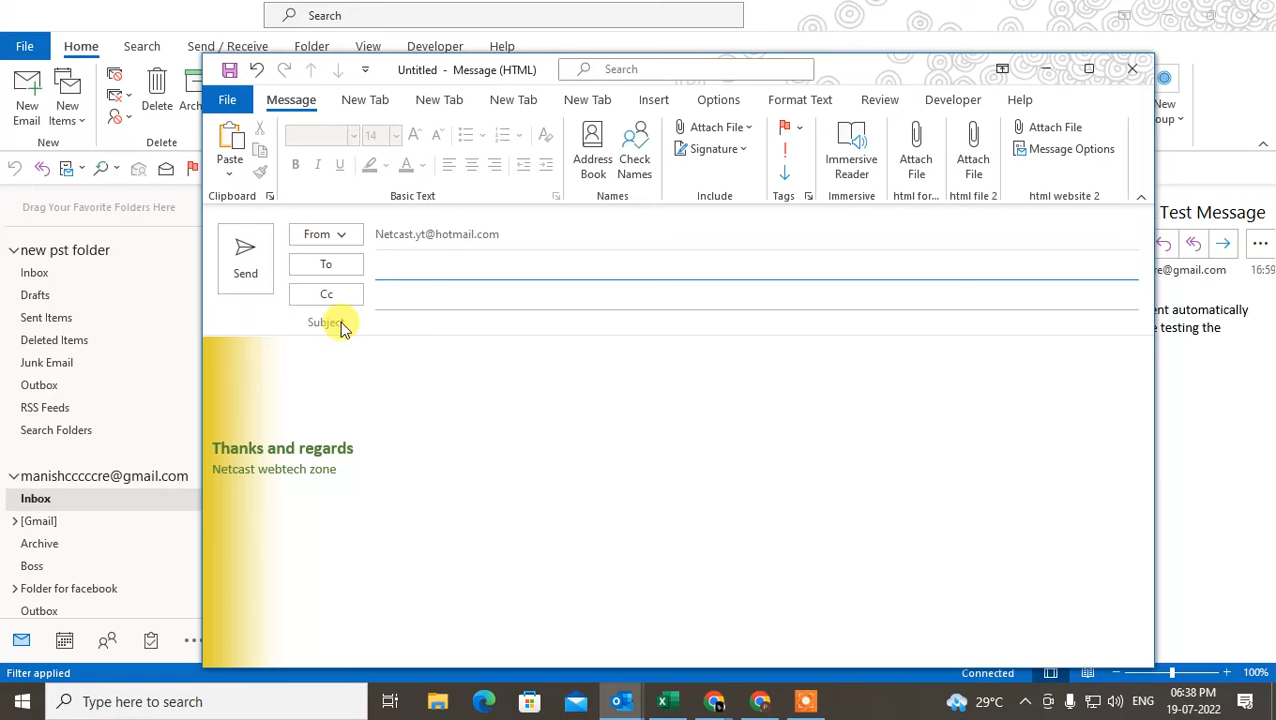 Search
File Home Search Send / Receive Folder View Developer Help
New Email
New Items
New
Delete
Delete
New
Drag Your Favorite Folders Here
new pst folder
Inbox
Drafts
Sent Items
Deleted Items
Junk Email
Outbox
RSS Feeds
Search Folders
manishcccccre@gmail.com
Inbox
[Gmail]
Archive
Boss
Folder for facebook
Outbox
Filter applied
Untitled - Message (HTML)
Search
File Message New Tab New Tab New Tab New Tab Insert Options Format Text Review Developer Help
Paste
Clipboard
14
B I U
Basic Text
Address Book
Check Names
Names
Attach File
Signature
Include
Tags
Immersive Reader
Immersive
Attach File
html for...
Attach File
html file 2
Attach File
Message Options
html website 2
Send
From Netcast.yt@hotmail.com
To
Cc
Subject
Thanks and regards
Netcast webtech zone
Test Message
re@gmail.com 16:59
ent automatically
e testing the
Connected 100%
Type here to search
29°C ENG 06:38 PM
19-07-2022